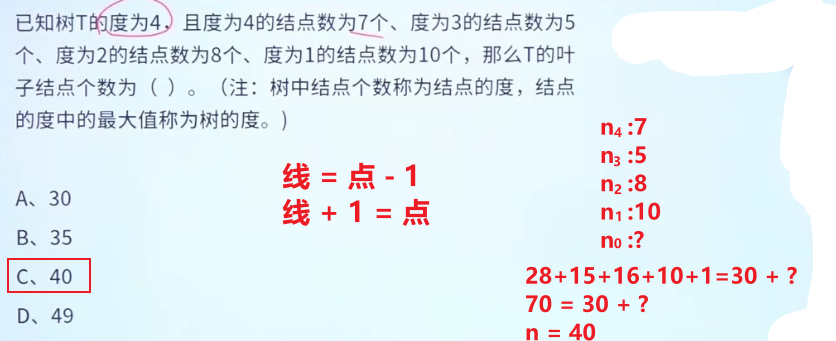 已知树T的度为4，且度为4的结点数为7个、度为3的结点数为5
个、度为2的结点数为8个、度为1的结点数为10个，那么T的叶
子结点个数为（ ）。（注：树中结点个数称为结点的度，结点
的度中的最大值称为树的度。)
A、30
B、35
C、40
D、49
线 = 点 - 1
线 + 1 = 点
n₄ :7
n₃ :5
n₂ :8
n₁ :10
n₀ :?
28+15+16+10+1=30 + ?
70 = 30 + ?
n = 40